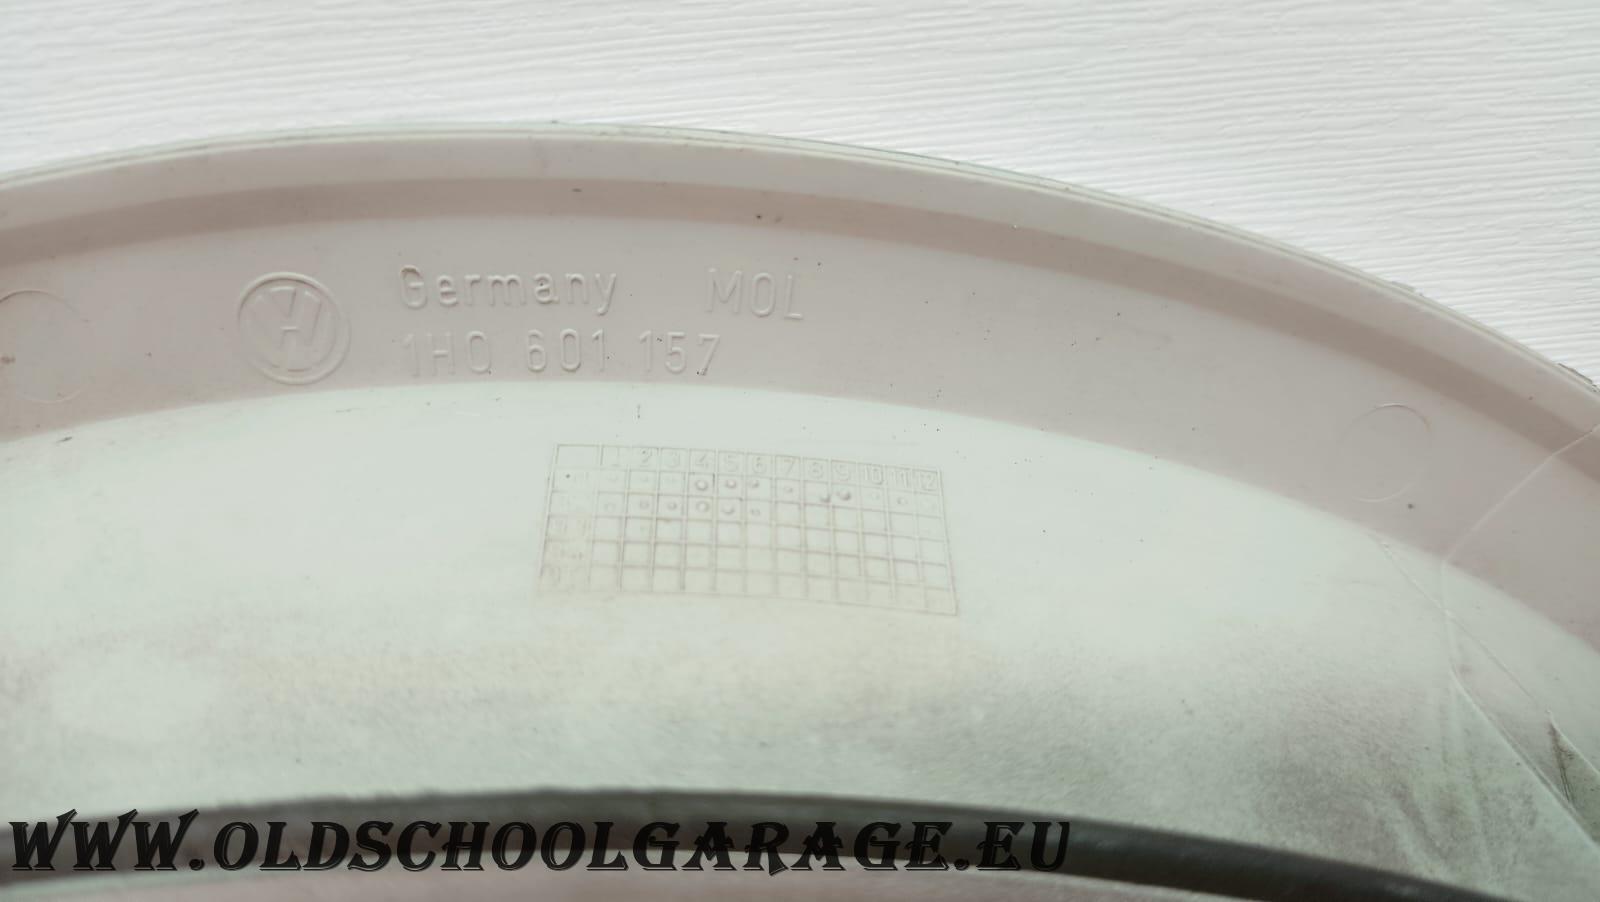 Germany MOL
1H0 601 157
1 2 3 4 5 6 7 8 9 10 11 12
WWW.OLDSCHOOLGARAGE.EU